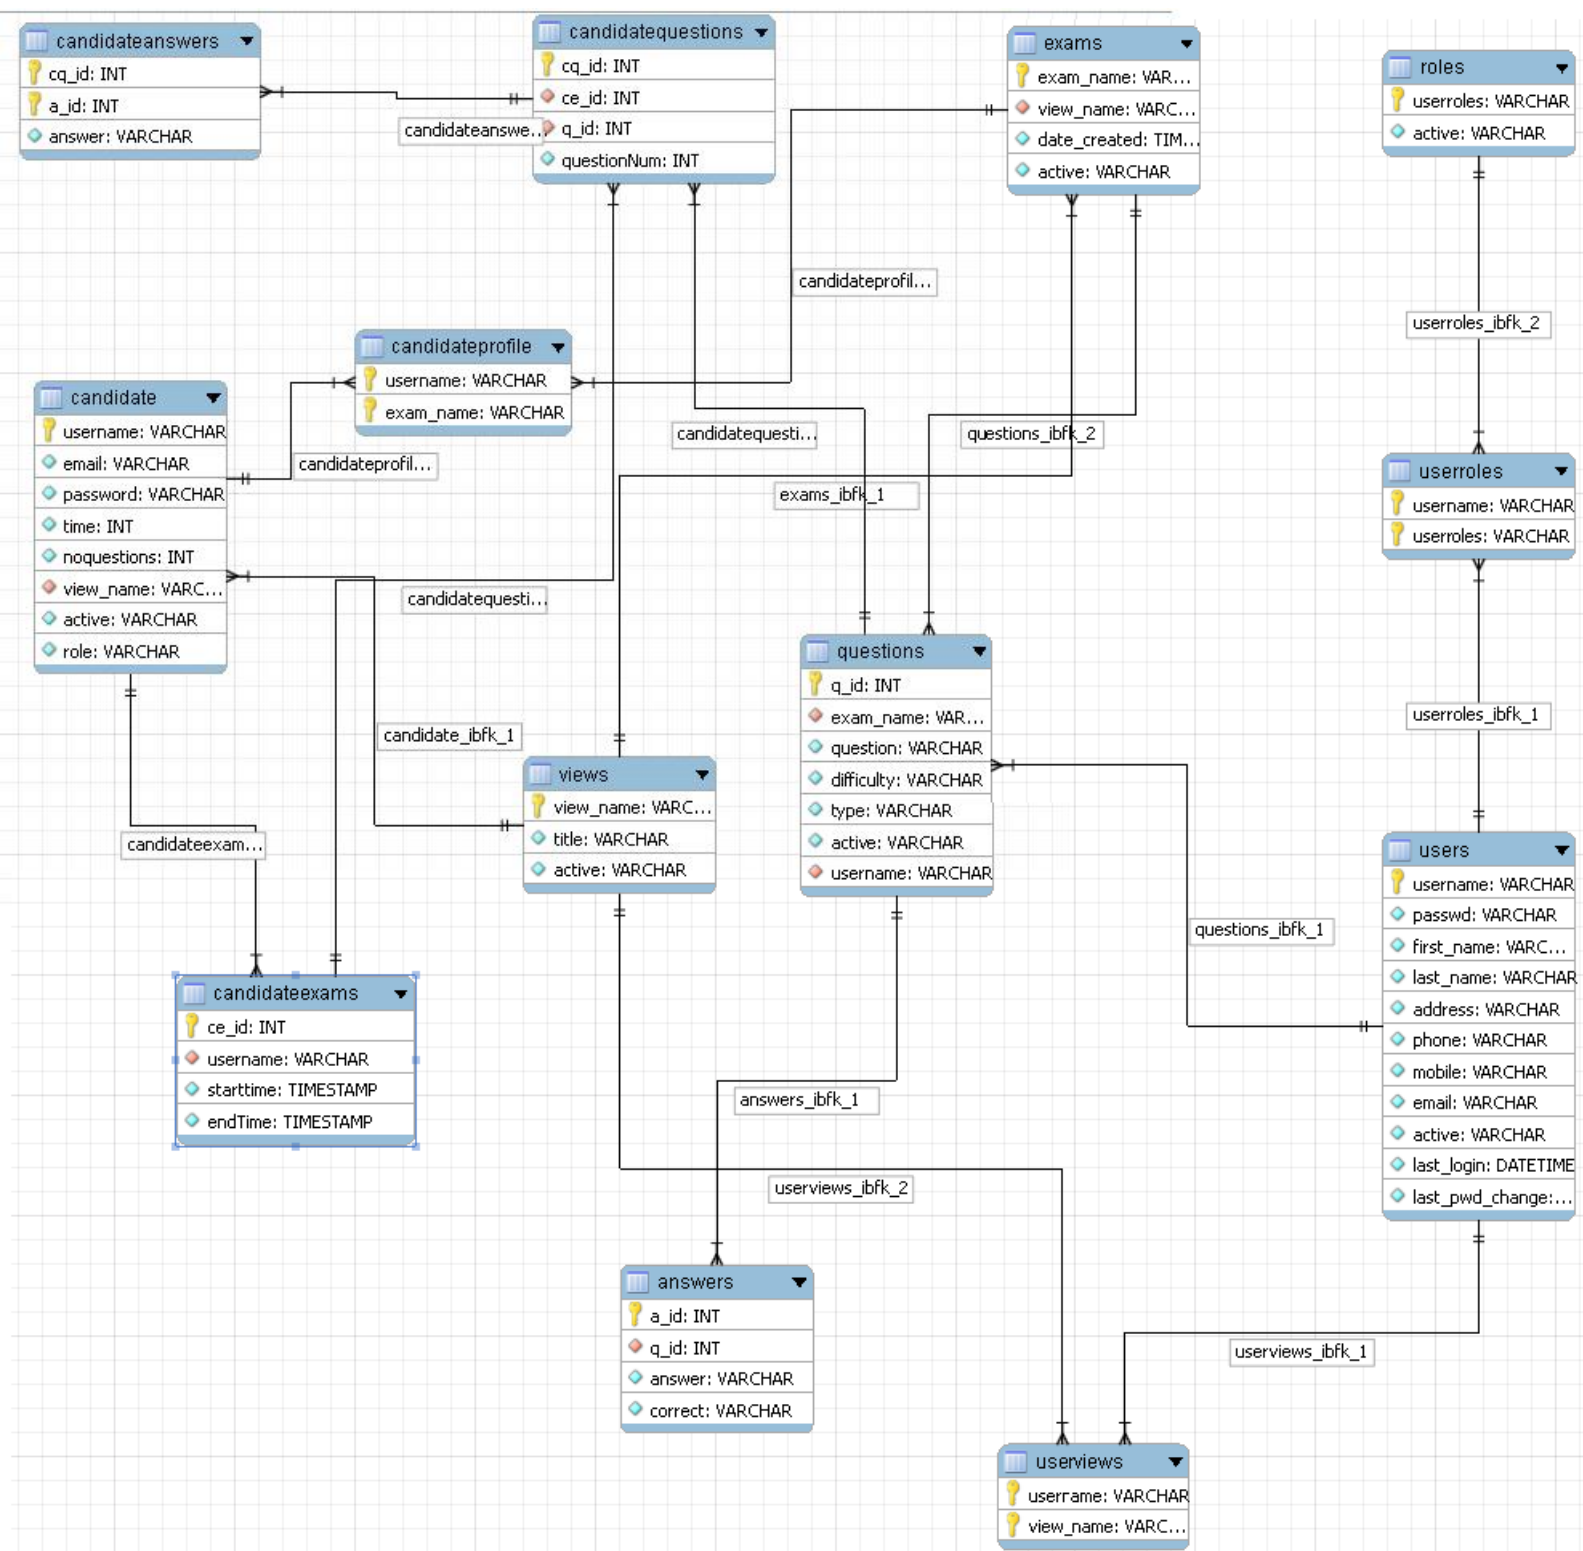 candidateanswers
cq_id: INT
a_id: INT
answer: VARCHAR
candidateanswe...
candidatequestions
cq_id: INT
ce_id: INT
q_id: INT
questionNum: INT
exams
exam_name: VAR...
view_name: VARC...
date_created: TIM...
active: VARCHAR
roles
userroles: VARCHAR
active: VARCHAR
candidateprofil...
userroles_ibfk_2
candidateprofile
username: VARCHAR
exam_name: VARCHAR
candidate
username: VARCHAR
email: VARCHAR
password: VARCHAR
time: INT
noquestions: INT
view_name: VARC...
active: VARCHAR
role: VARCHAR
candidateprofil...
candidatequesti...
questions_ibfk_2
exams_ibfk_1
userroles
username: VARCHAR
userroles: VARCHAR
candidatequesti...
questions
q_id: INT
exam_name: VAR...
question: VARCHAR
difficulty: VARCHAR
type: VARCHAR
active: VARCHAR
username: VARCHAR
userroles_ibfk_1
candidate_ibfk_1
views
view_name: VARC...
title: VARCHAR
active: VARCHAR
candidateexam...
users
username: VARCHAR
passwd: VARCHAR
first_name: VARC...
last_name: VARCHAR
address: VARCHAR
phone: VARCHAR
mobile: VARCHAR
email: VARCHAR
active: VARCHAR
last_login: DATETIME
last_pwd_change:...
questions_ibfk_1
candidateexams
ce_id: INT
username: VARCHAR
starttime: TIMESTAMP
endTime: TIMESTAMP
answers_ibfk_1
userviews_ibfk_2
answers
a_id: INT
q_id: INT
answer: VARCHAR
correct: VARCHAR
userviews_ibfk_1
userviews
username: VARCHAR
view_name: VARC...